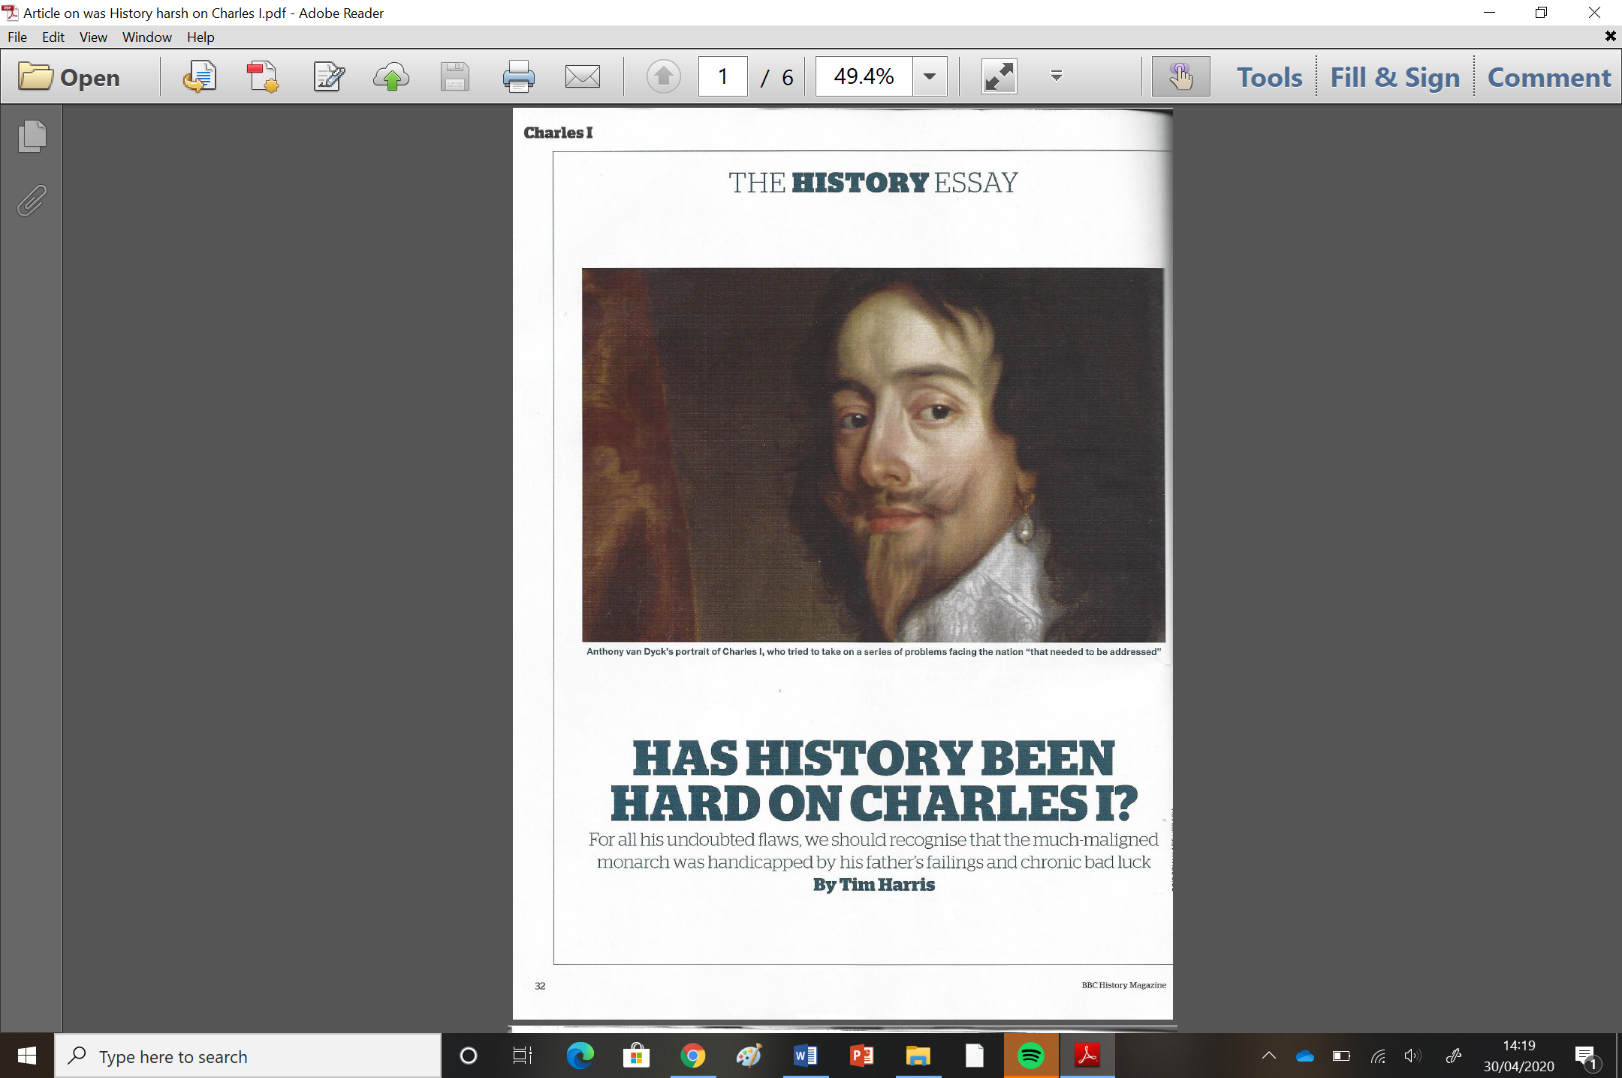 Article on was History harsh on Charles I.pdf - Adobe Reader
File Edit View Window Help
Open
1 / 6
49.4%
Tools
Fill & Sign
Comment
Charles I
THE HISTORY ESSAY
Anthony van Dyck's portrait of Charles I, who tried to take on a series of problems facing the nation "that needed to be addressed"
HAS HISTORY BEEN
HARD ON CHARLES I?
For all his undoubted flaws, we should recognise that the much-maligned
monarch was handicapped by his father's failings and chronic bad luck
By Tim Harris
32
BBC History Magazine
Type here to search
14:19
30/04/2020
1